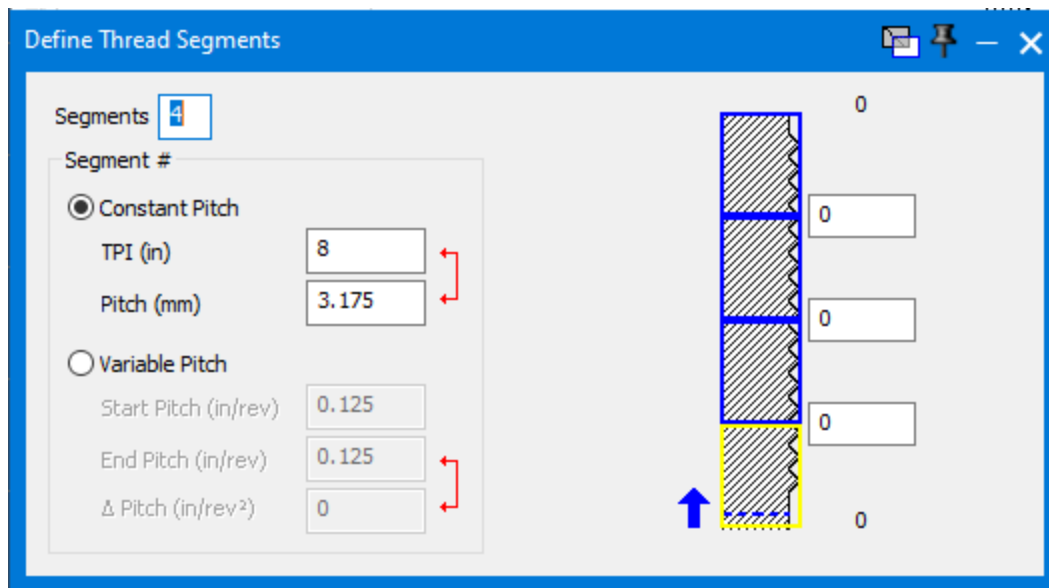 Define Thread Segments
Segments 4
Segment #
Constant Pitch
TPI (in) 8
Pitch (mm) 3.175
Variable Pitch
Start Pitch (in/rev) 0.125
End Pitch (in/rev) 0.125
Δ Pitch (in/rev²) 0
0
0
0
0
0